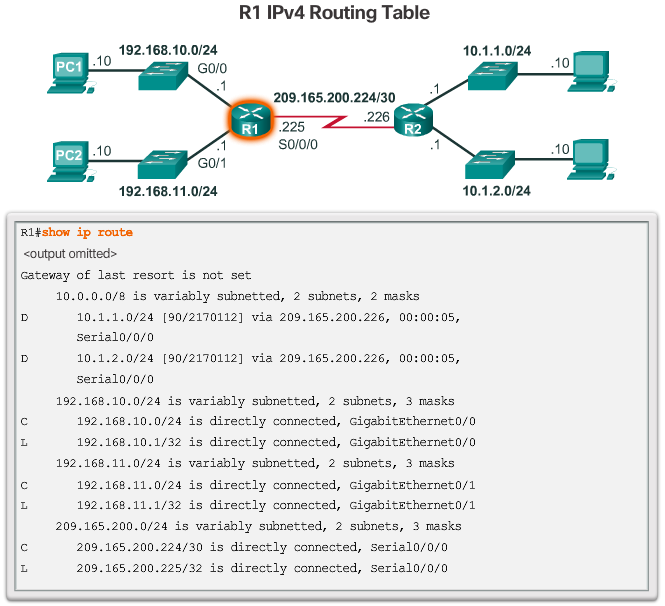 R1 IPv4 Routing Table
192.168.10.0/24
10.1.1.0/24
PC1
.10
G0/0
.1
.10
209.165.200.224/30
.1
R1
.225
.226
R2
S0/0/0
PC2
.10
.1
G0/1
.1
.10
192.168.11.0/24
10.1.2.0/24
R1#show ip route
<output omitted>
Gateway of last resort is not set
10.0.0.0/8 is variably subnetted, 2 subnets, 2 masks
D 10.1.1.0/24 [90/2170112] via 209.165.200.226, 00:00:05,
Serial0/0/0
D 10.1.2.0/24 [90/2170112] via 209.165.200.226, 00:00:05,
Serial0/0/0
192.168.10.0/24 is variably subnetted, 2 subnets, 3 masks
C 192.168.10.0/24 is directly connected, GigabitEthernet0/0
L 192.168.10.1/32 is directly connected, GigabitEthernet0/0
192.168.11.0/24 is variably subnetted, 2 subnets, 3 masks
C 192.168.11.0/24 is directly connected, GigabitEthernet0/1
L 192.168.11.1/32 is directly connected, GigabitEthernet0/1
209.165.200.0/24 is variably subnetted, 2 subnets, 3 masks
C 209.165.200.224/30 is directly connected, Serial0/0/0
L 209.165.200.225/32 is directly connected, Serial0/0/0